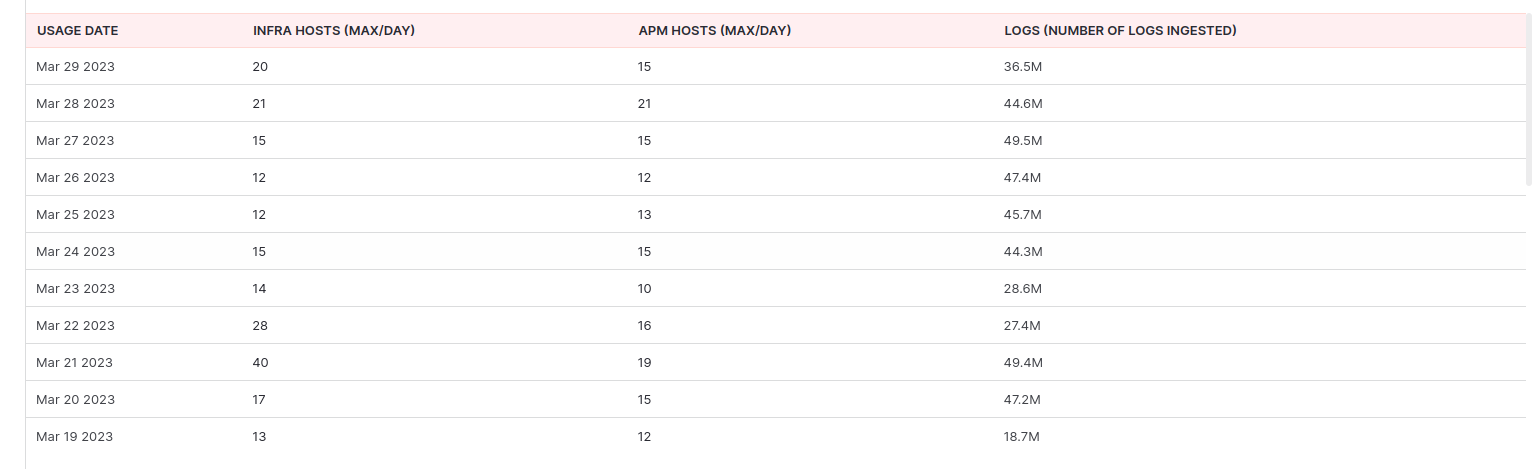 USAGE DATE INFRA HOSTS (MAX/DAY) APM HOSTS (MAX/DAY) LOGS (NUMBER OF LOGS INGESTED)
Mar 29 2023 20 15 36.5M
Mar 28 2023 21 21 44.6M
Mar 27 2023 15 15 49.5M
Mar 26 2023 12 12 47.4M
Mar 25 2023 12 13 45.7M
Mar 24 2023 15 15 44.3M
Mar 23 2023 14 10 28.6M
Mar 22 2023 28 16 27.4M
Mar 21 2023 40 19 49.4M
Mar 20 2023 17 15 47.2M
Mar 19 2023 13 12 18.7M